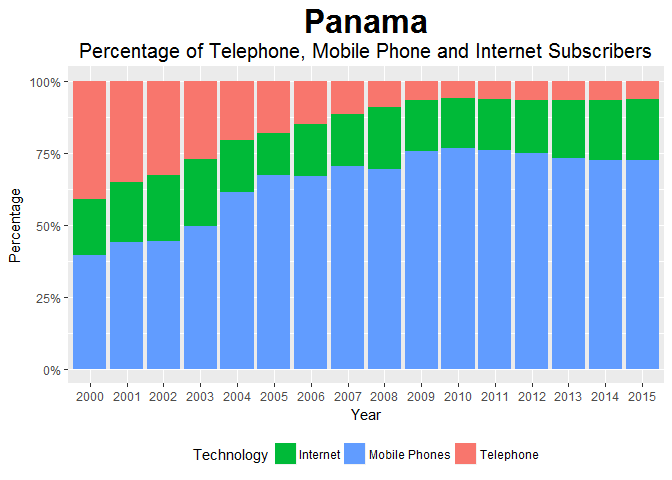 Panama
Percentage of Telephone, Mobile Phone and Internet Subscribers
100%
75%
50%
25%
0%
Percentage
2000 2001 2002 2003 2004 2005 2006 2007 2008 2009 2010 2011 2012 2013 2014 2015
Year
Technology Internet Mobile Phones Telephone